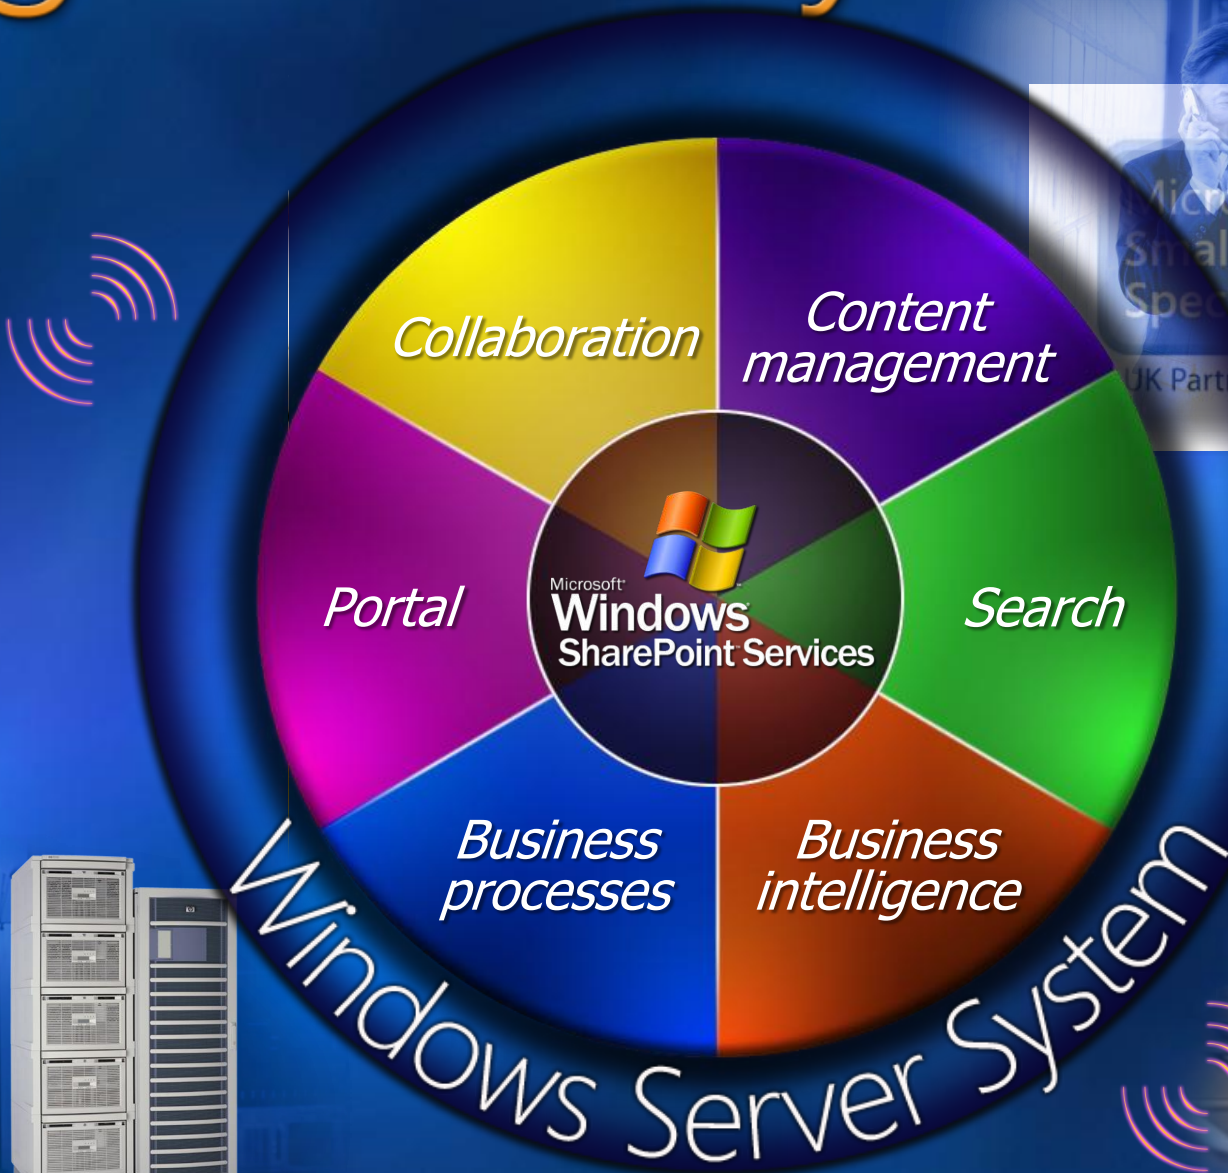 Collaboration
Content
management
Portal
Search
Microsoft
Windows
SharePoint Services
Business
processes
Business
intelligence
Windows Server System
UK Part